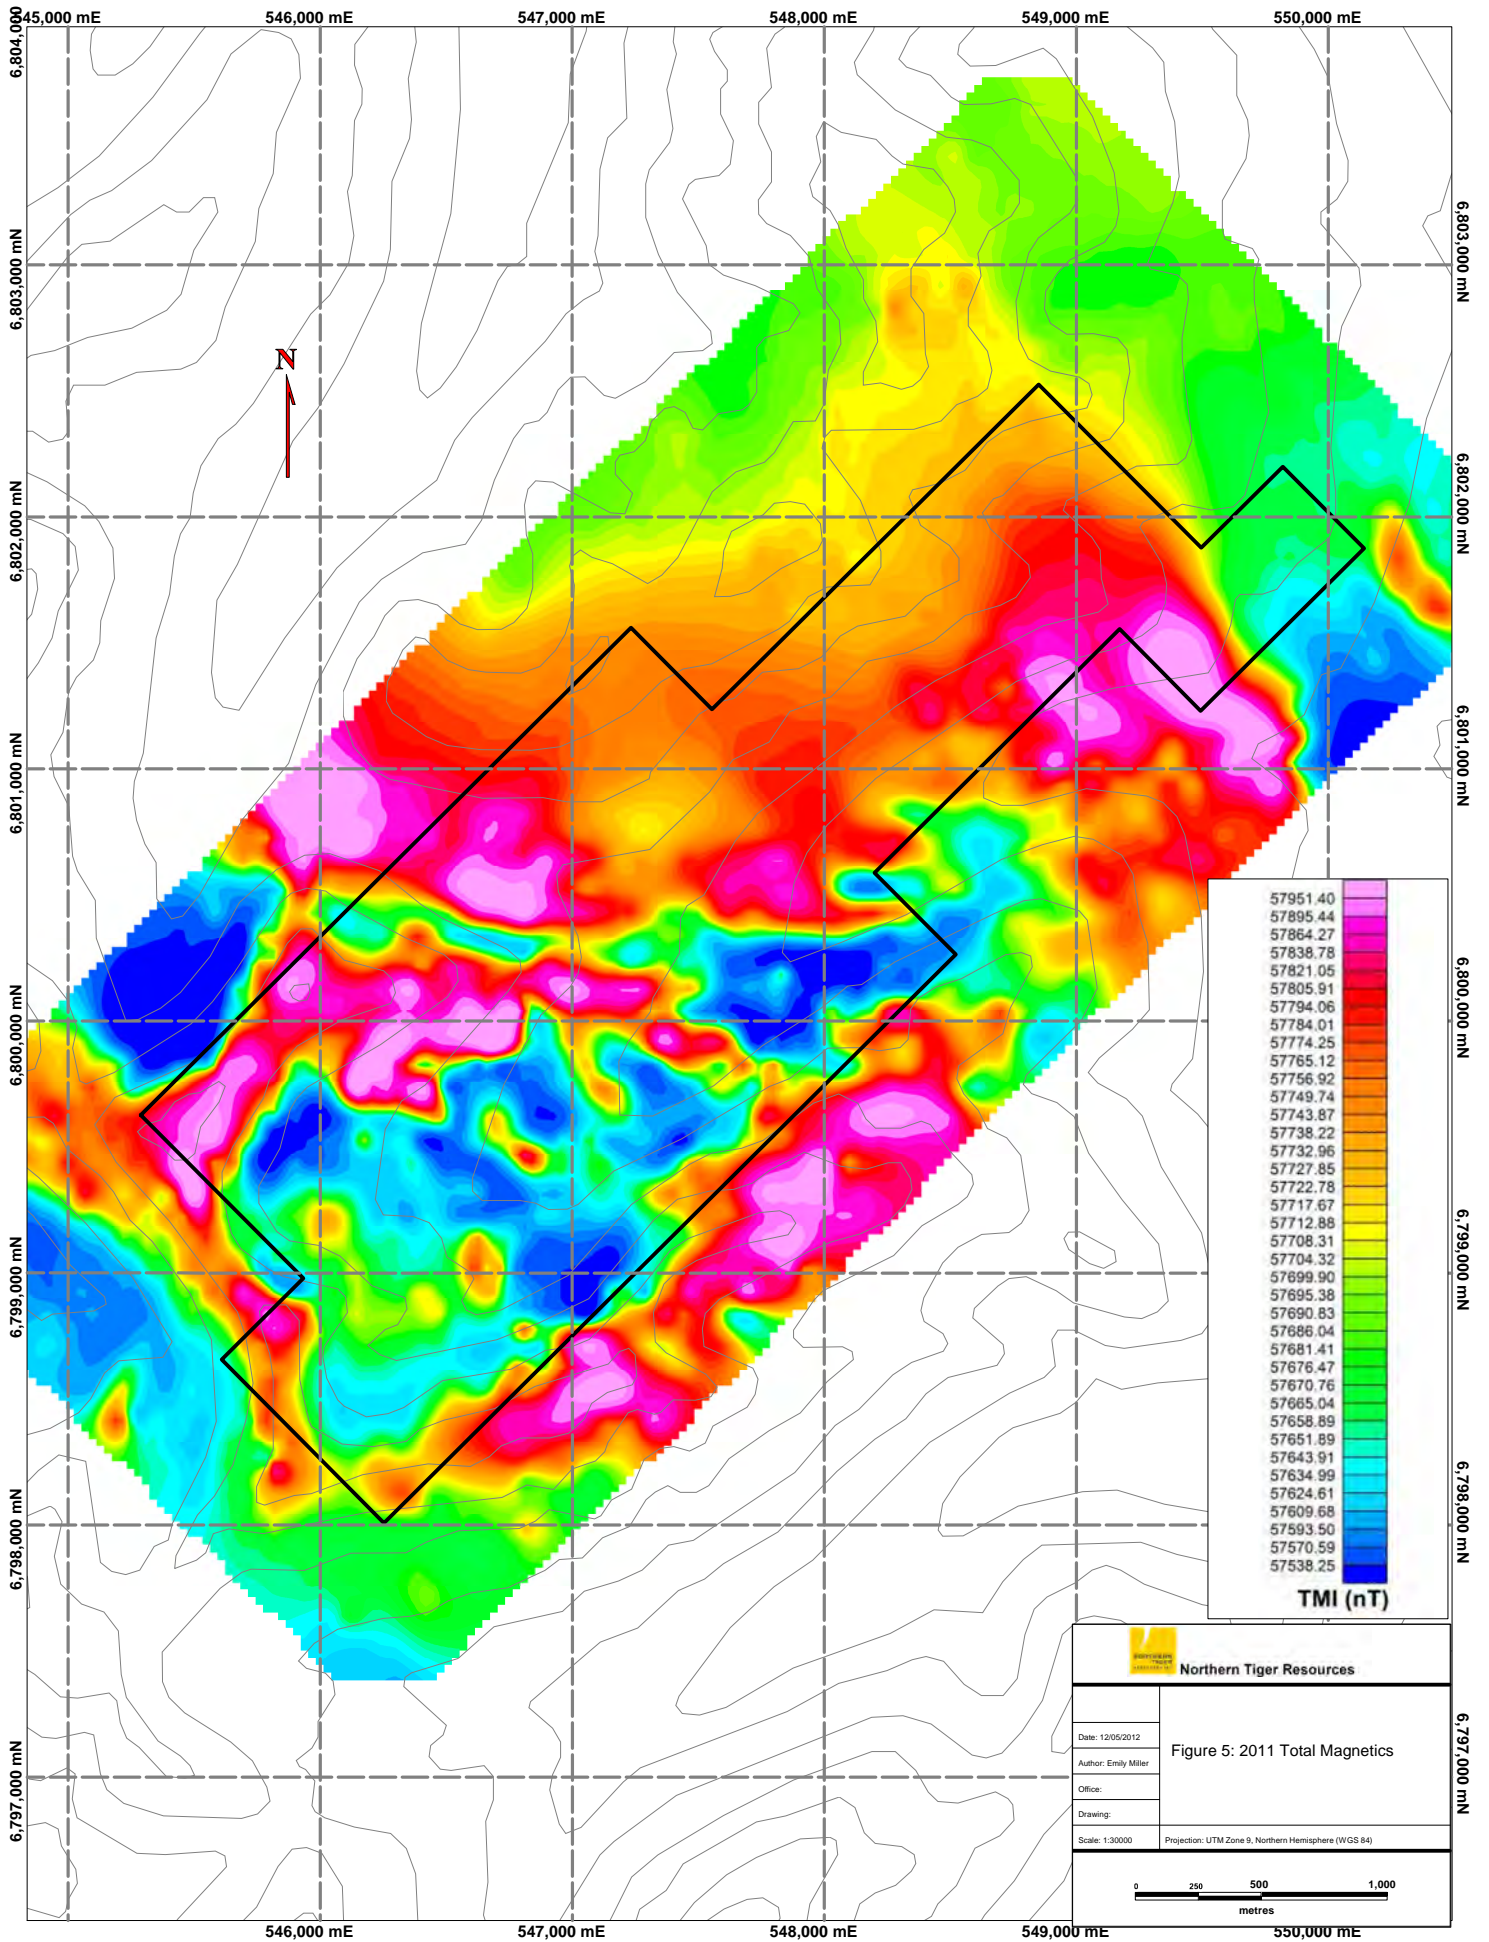 545,000 mE
546,000 mE
547,000 mE
548,000 mE
549,000 mE
550,000 mE
6,804,000
6,803,000 mN
6,802,000 mN
6,801,000 mN
6,800,000 mN
6,799,000 mN
6,798,000 mN
6,797,000 mN
N
6,803,000 mN
6,802,000 mN
6,801,000 mN
6,800,000 mN
6,799,000 mN
6,798,000 mN
6,797,000 mN
57951.40
57895.44
57864.27
57838.78
57821.05
57805.91
57794.06
57784.01
57774.25
57765.12
57756.92
57749.74
57743.87
57738.22
57732.96
57727.85
57722.78
57717.67
57712.88
57708.31
57704.32
57699.90
57695.38
57690.83
57686.04
57681.41
57676.47
57670.76
57665.04
57658.89
57651.89
57643.91
57634.99
57624.61
57609.68
57593.50
57570.59
57538.25
TMI (nT)
Northern Tiger Resources
Date: 12/05/2012
Author: Emily Miller
Office:
Drawing:
Scale: 1:30000
Figure 5: 2011 Total Magnetics
Projection: UTM Zone 9, Northern Hemisphere (WGS 84)
0 250 500 1,000
metres
546,000 mE
547,000 mE
548,000 mE
549,000 mE
550,000 mE